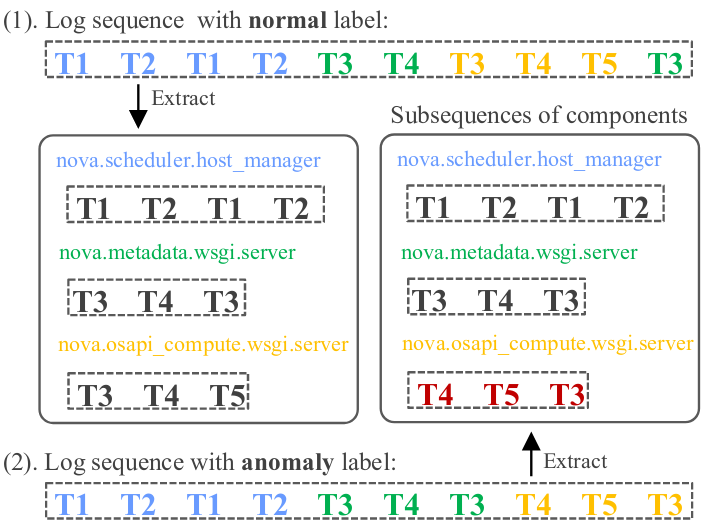 (1). Log sequence with normal label:
T1 T2 T1 T2 T3 T4 T3 T4 T5 T3
Extract
Subsequences of components
nova.scheduler.host_manager
T1 T2 T1 T2
nova.metadata.wsgi.server
T3 T4 T3
nova.osapi_compute.wsgi.server
T3 T4 T5
nova.scheduler.host_manager
T1 T2 T1 T2
nova.metadata.wsgi.server
T3 T4 T3
nova.osapi_compute.wsgi.server
T4 T5 T3
(2). Log sequence with anomaly label:
Extract
T1 T2 T1 T2 T3 T4 T3 T4 T5 T3